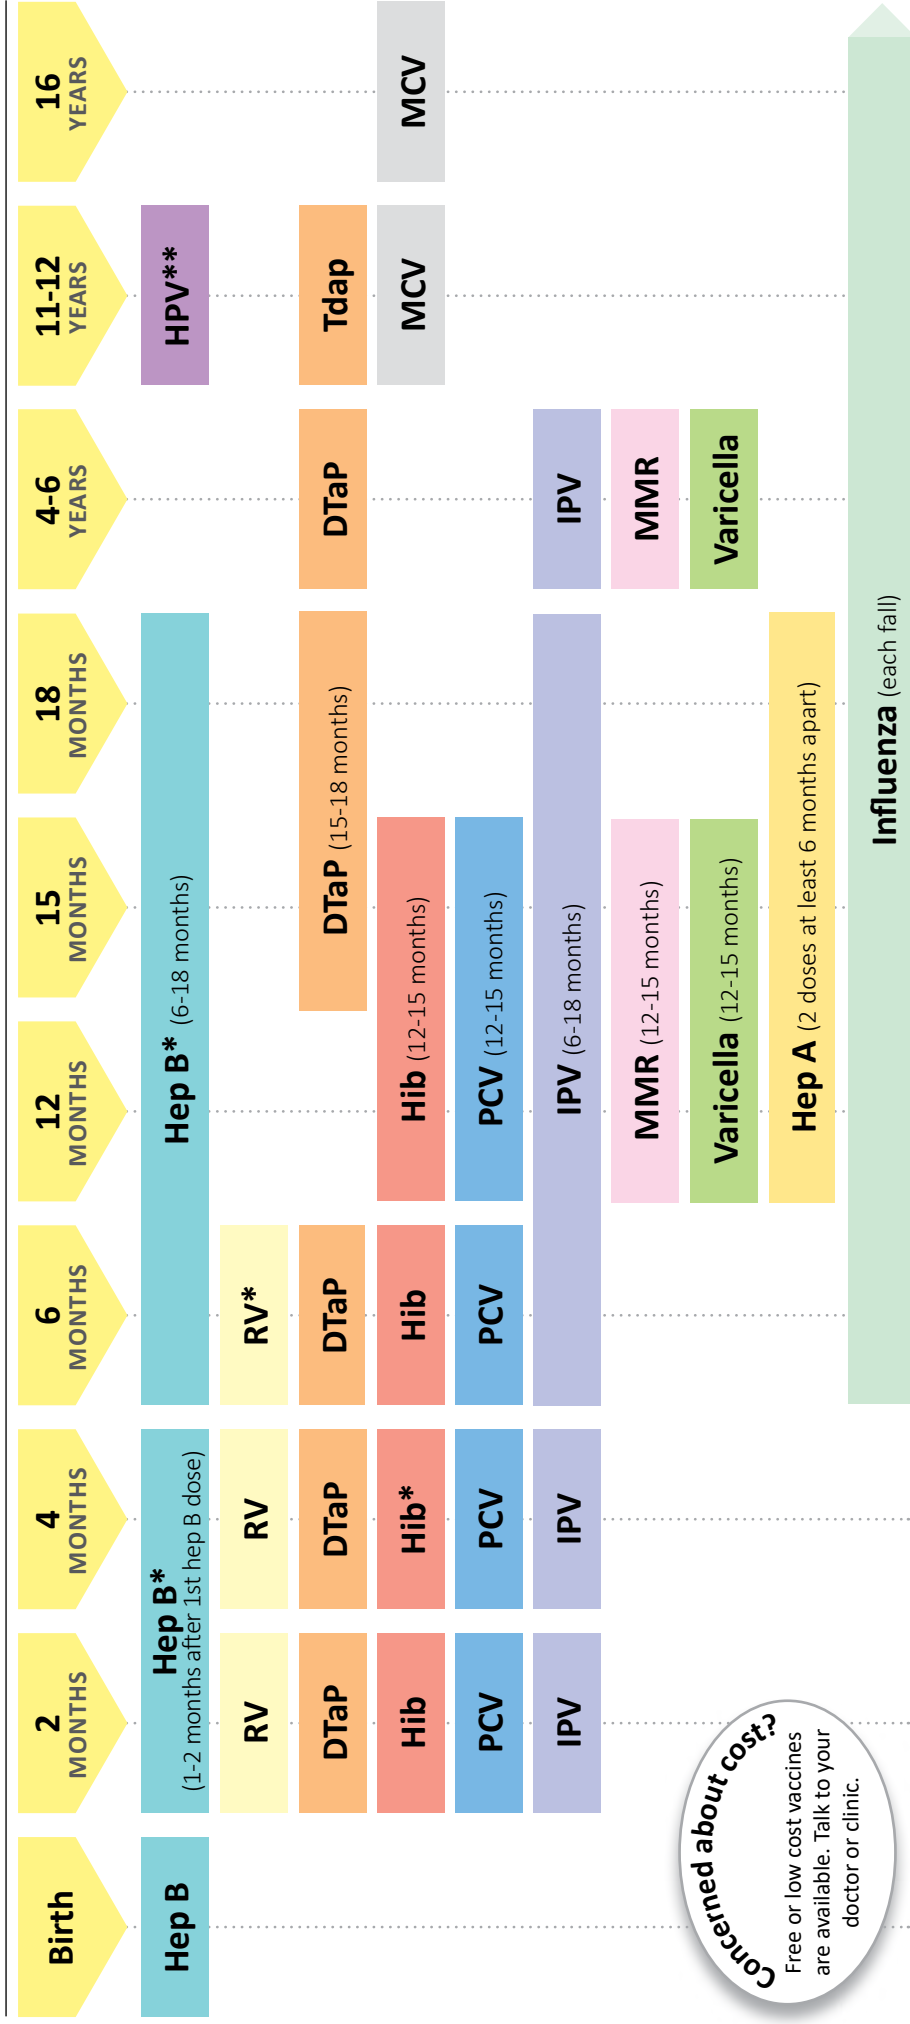 Birth
2
MONTHS
4
MONTHS
6
MONTHS
12
MONTHS
15
MONTHS
18
MONTHS
4-6
YEARS
11-12
YEARS
16
YEARS
Hep B
Hep B*
(1-2 months after 1st hep B dose)
Hep B* (6-18 months)
HPV**
RV
RV
RV*
DTaP
DTaP
DTaP
DTaP (15-18 months)
DTaP
Tdap
Hib
Hib*
Hib
Hib (12-15 months)
MCV
MCV
PCV
PCV
PCV
PCV (12-15 months)
IPV
IPV
IPV (6-18 months)
IPV
MMR (12-15 months)
MMR
Varicella (12-15 months)
Varicella
Hep A (2 doses at least 6 months apart)
Influenza (each fall)
Concerned about cost?
Free or low cost vaccines
are available. Talk to your
doctor or clinic.